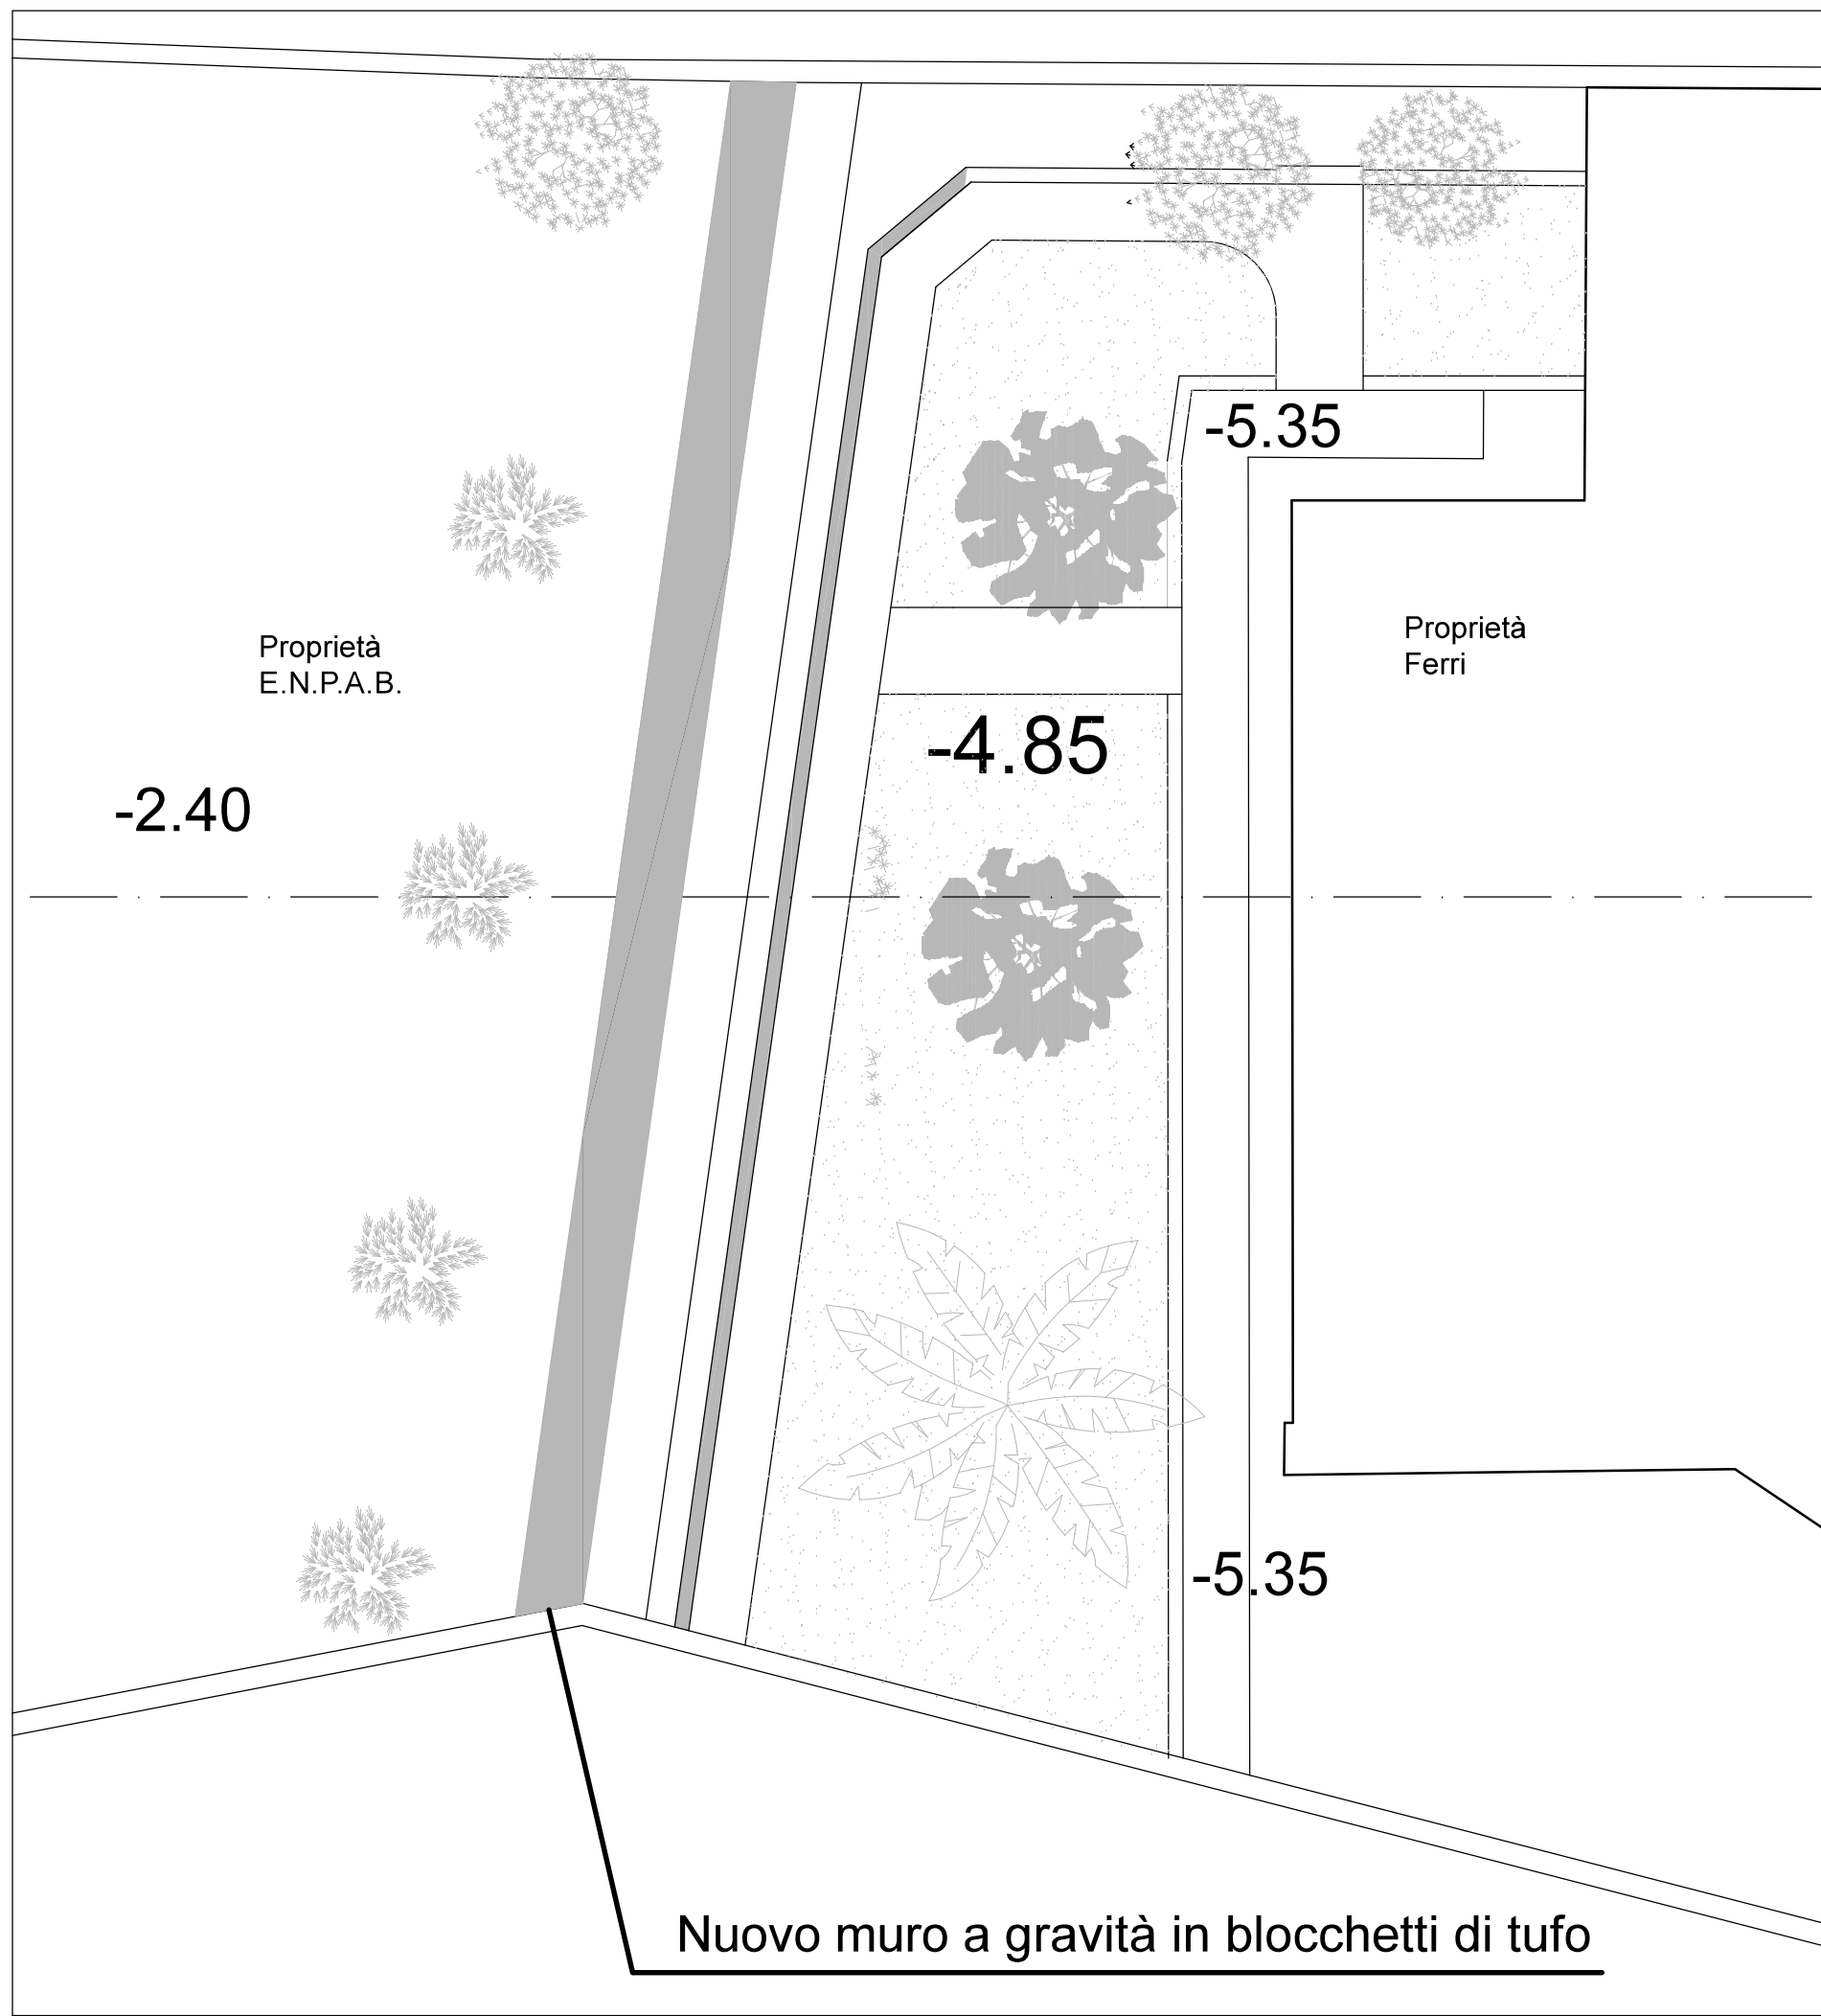 -5.35
Proprietà
Ferri
Proprietà
E.N.P.A.B.
-4.85
-2.40
-5.35
Nuovo muro a gravità in blocchetti di tufo